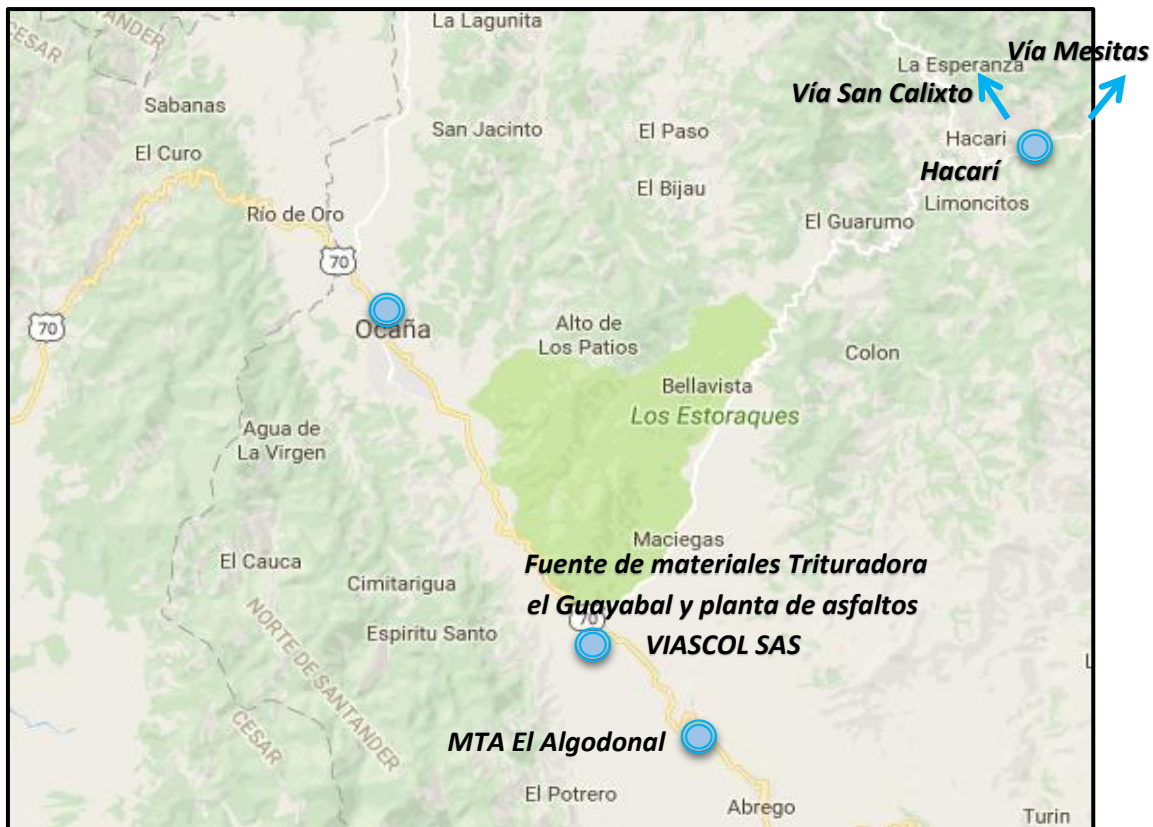 SANTANDER
CESAR
La Lagunita
Vía Mesitas
La Esperanza
Vía San Calixto
Sabanas
San Jacinto
El Paso
Hacari
El Curo
Hacarí
El Bijau
Limoncitos
Río de Oro
El Guarumo
70
70
Ocaña
Alto de
Los Patios
Colon
Bellavista
Los Estoraques
Agua de
La Virgen
Maciegas
El Cauca
Fuente de materiales Trituradora
el Guayabal y planta de asfaltos
VIASCOL SAS
70
Cimitarigua
Espiritu Santo
NORTE DE SANTANDER
CESAR
MTA El Algodonal
El Potrero
Abrego
Turin